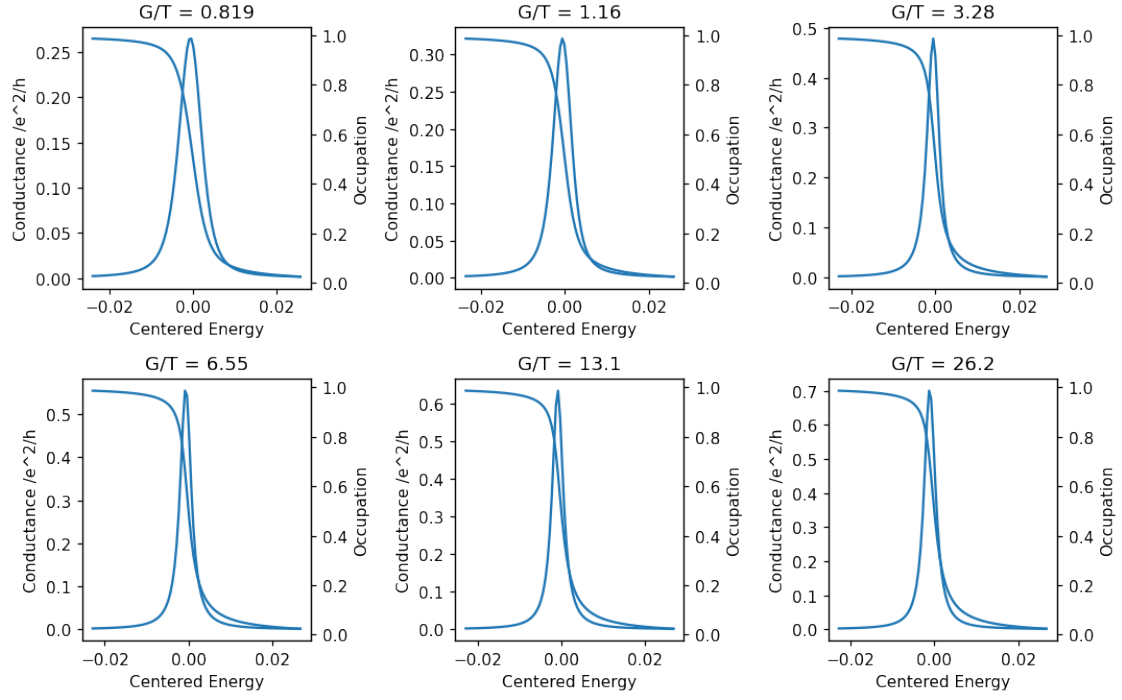 G/T = 0.819
Conductance /e^2/h
0.25
0.20
0.15
0.10
0.05
0.00
1.0
0.8
0.6
0.4
0.2
0.0
Occupation
−0.02 0.00 0.02
Centered Energy
G/T = 1.16
Conductance /e^2/h
0.30
0.25
0.20
0.15
0.10
0.05
0.00
1.0
0.8
0.6
0.4
0.2
0.0
Occupation
−0.02 0.00 0.02
Centered Energy
G/T = 3.28
Conductance /e^2/h
0.5
0.4
0.3
0.2
0.1
0.0
1.0
0.8
0.6
0.4
0.2
0.0
Occupation
−0.02 0.00 0.02
Centered Energy
G/T = 6.55
Conductance /e^2/h
0.5
0.4
0.3
0.2
0.1
0.0
1.0
0.8
0.6
0.4
0.2
0.0
Occupation
−0.02 0.00 0.02
Centered Energy
G/T = 13.1
Conductance /e^2/h
0.6
0.5
0.4
0.3
0.2
0.1
0.0
1.0
0.8
0.6
0.4
0.2
0.0
Occupation
−0.02 0.00 0.02
Centered Energy
G/T = 26.2
Conductance /e^2/h
0.7
0.6
0.5
0.4
0.3
0.2
0.1
0.0
1.0
0.8
0.6
0.4
0.2
0.0
Occupation
−0.02 0.00 0.02
Centered Energy